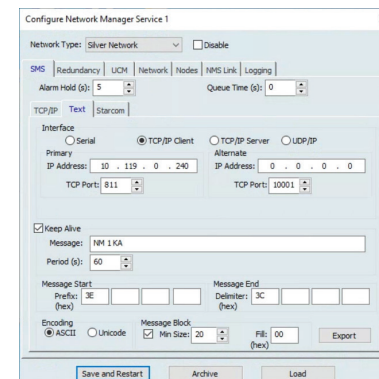 Configure Network Manager Service 1
Network Type: Silver Network Disable
SMS Redundancy UCM Network Nodes NMS Link Logging
Alarm Hold (s): 5 Queue Time (s): 0
TCP/IP Text Starcom
Interface
Serial TCP/IP Client TCP/IP Server UDP/IP
Primary Alternate
IP Address: 10 . 119 . 0 . 240 IP Address: 0 . 0 . 0 . 0
TCP Port: 811 TCP Port: 10001
Keep Alive
Message: NM 1 KA
Period (s): 60
Message Start Message End
Prefix: 3E Delimiter: 3C
(hex) (hex)
Encoding Message Block
ASCII Unicode Min Size: 20 Fill: 00 Export
(hex)
Save and Restart Archive Load